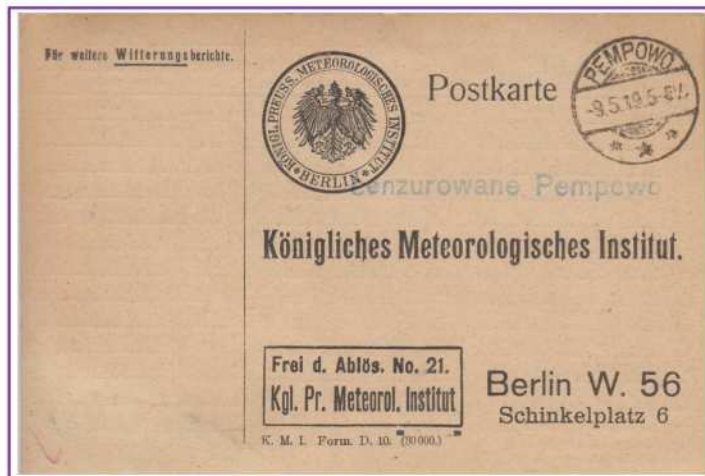 Für weitere Witterungsberichte.
KÖNIGL. PREUSS. METEOROLOGISCHES INSTITUT.
BERLIN
Postkarte
PEMPOWO
-9.5.19.5-
Cenzurowane Pempowo
Königliches Meteorologisches Institut.
Frei d. Ablös. No. 21.
Kgl. Pr. Meteorol. Institut
Berlin W. 56
Schinkelplatz 6
K. M. I. Form. D. 10. (30000.)